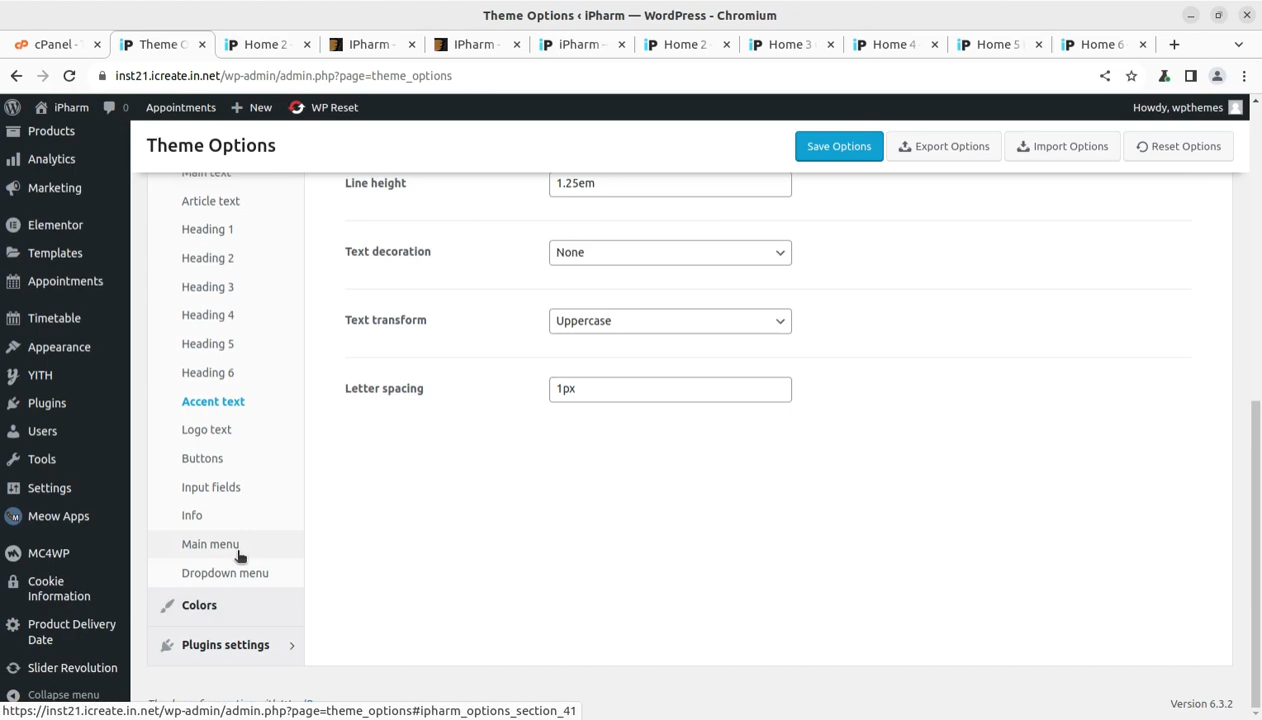 Theme Options ‹ iPharm — WordPress - Chromium
cPanel -
Theme O
Home 2 -
IPharm -
IPharm -
iPharm –
Home 2
Home 3
Home 4
Home 5
Home 6
inst21.icreate.in.net/wp-admin/admin.php?page=theme_options
iPharm
0
Appointments
New
WP Reset
Howdy, wpthemes
Products
Analytics
Marketing
Elementor
Templates
Appointments
Timetable
Appearance
YITH
Plugins
Users
Tools
Settings
Meow Apps
MC4WP
Cookie
Information
Product Delivery
Date
Slider Revolution
Collapse menu
Theme Options
Save Options
Export Options
Import Options
Reset Options
Main text
Article text
Heading 1
Heading 2
Heading 3
Heading 4
Heading 5
Heading 6
Accent text
Logo text
Buttons
Input fields
Info
Main menu
Dropdown menu
Colors
Plugins settings
Line height
1.25em
Text decoration
None
Text transform
Uppercase
Letter spacing
1px
https://inst21.icreate.in.net/wp-admin/admin.php?page=theme_options#ipharm_options_section_41
Version 6.3.2